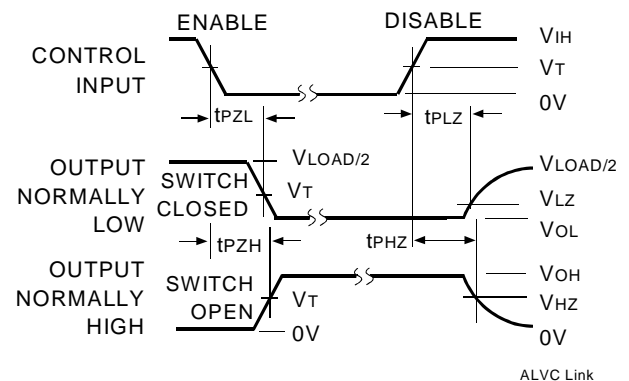 ENABLE
DISABLE
CONTROL
INPUT
VIH
VT
0V
tPZL
tPLZ
OUTPUT
NORMALLY
LOW
SWITCH
CLOSED
VLOAD/2
VT
VLOAD/2
VLZ
VOL
tPZH
tPHZ
OUTPUT
NORMALLY
HIGH
SWITCH
OPEN
VT
0V
VOH
VHZ
0V
ALVC Link